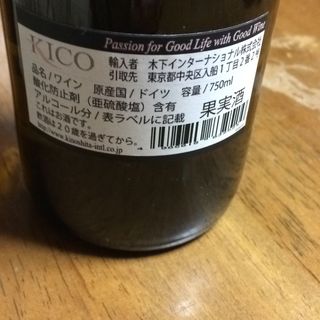 KICO
Passion for Good Life with Good Wine
輸入者 木下インターナショナル株式会社
引取先 東京都中央区入船1丁目2番2号
品名/ワイン 原産国/ドイツ 容量/750ml
酸化防止剤(亜硫酸塩)含有
アルコール分/表ラベルに記載
果実酒
これはお酒です。
飲酒は20歳を過ぎてから。
http://www.kinoshita-intl.co.jp